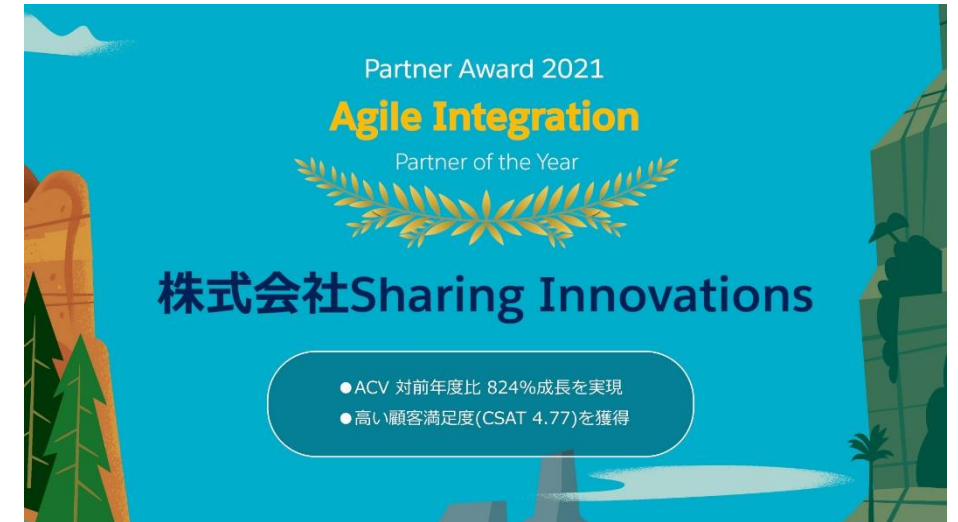 Partner Award 2021
Agile Integration
Partner of the Year
株式会社Sharing Innovations
●ACV 対前年度比 824%成長を実現
●高い顧客満足度(CSAT 4.77)を獲得